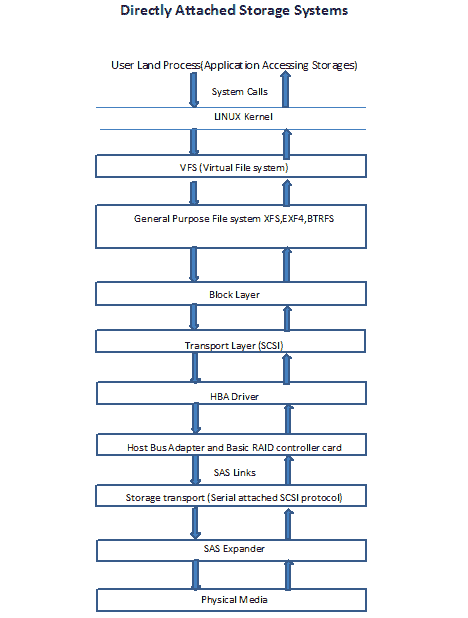 Directly Attached Storage Systems
User Land Process(Application Accessing Storages)
System Calls
LINUX Kernel
VFS (Virtual File system)
General Purpose File system XFS,EXF4,BTRFS
Block Layer
Transport Layer (SCSI)
HBA Driver
Host Bus Adapter and Basic RAID controller card
SAS Links
Storage transport (Serial attached SCSI protocol)
SAS Expander
Physical Media